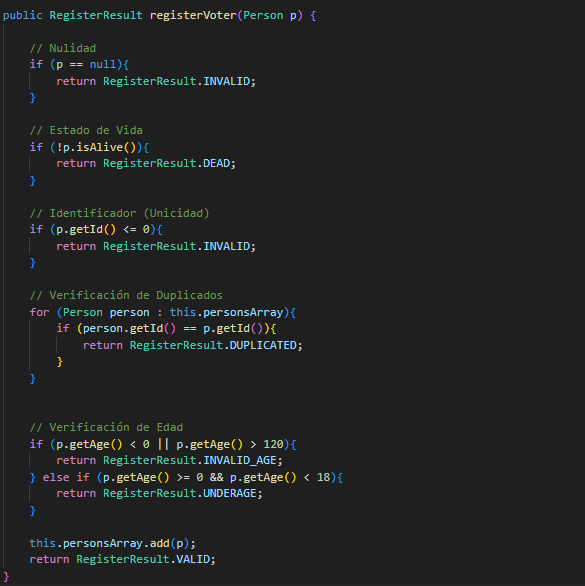 public RegisterResult registerVoter(Person p) {
// Nulidad
if (p == null){
return RegisterResult.INVALID;
}
// Estado de Vida
if (!p.isAlive()){
return RegisterResult.DEAD;
}
// Identificador (Unicidad)
if (p.getId() <= 0){
return RegisterResult.INVALID;
}
// Verificación de Duplicados
for (Person person : this.personsArray){
if (person.getId() == p.getId()){
return RegisterResult.DUPLICATED;
}
}
// Verificación de Edad
if (p.getAge() < 0 || p.getAge() > 120){
return RegisterResult.INVALID_AGE;
} else if (p.getAge() >= 0 && p.getAge() < 18){
return RegisterResult.UNDERAGE;
}
this.personsArray.add(p);
return RegisterResult.VALID;
}